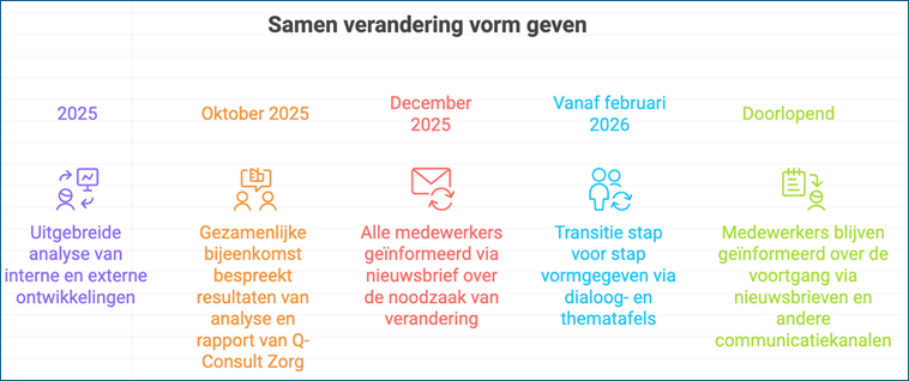 Samen verandering vorm geven
2025
Uitgebreide
analyse van
interne en externe
ontwikkelingen
Oktober 2025
Gezamenlijke
bijeenkomst
bespreekt
resultaten van
analyse en
rapport van Q-
Consult Zorg
December
2025
Alle medewerkers
geïnformeerd via
nieuwsbrief over
de noodzaak van
verandering
Vanaf februari
2026
Transitie stap
voor stap
vormgegeven via
dialoog- en
thematafels
Doorlopend
Medewerkers blijven
geïnformeerd over de
voortgang via
nieuwsbrieven en
andere
communicatiekanalen